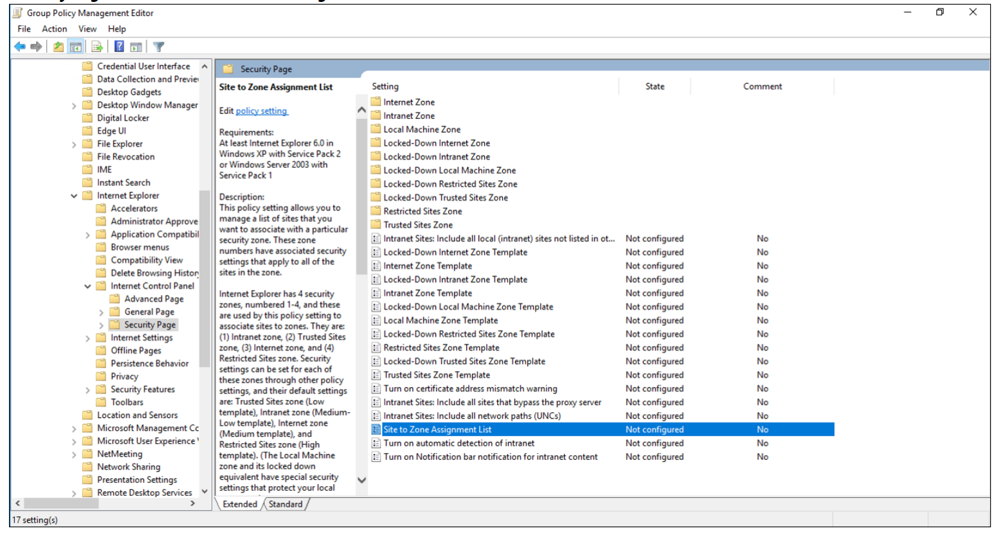 Group Policy Management Editor
File Action View Help
Credential User Interface
Data Collection and Previe
Desktop Gadgets
Desktop Window Manager
Digital Locker
Edge UI
File Explorer
File Revocation
IME
Instant Search
Internet Explorer
Accelerators
Administrator Approve
Application Compatibil
Browser menus
Compatibility View
Delete Browsing History
Internet Control Panel
Advanced Page
General Page
Security Page
Internet Settings
Offline Pages
Persistence Behavior
Privacy
Security Features
Toolbars
Location and Sensors
Microsoft Management Cc
Microsoft User Experience
NetMeeting
Network Sharing
Presentation Settings
Remote Desktop Services
Security Page
Site to Zone Assignment List
Edit policy setting
Requirements:
At least Internet Explorer 6.0 in
Windows XP with Service Pack 2
or Windows Server 2003 with
Service Pack 1
Description:
This policy setting allows you to
manage a list of sites that you
want to associate with a particular
security zone. These zone
numbers have associated security
settings that apply to all of the
sites in the zone.
Internet Explorer has 4 security
zones, numbered 1-4, and these
are used by this policy setting to
associate sites to zones. They are:
(1) Intranet zone, (2) Trusted Sites
zone, (3) Internet zone, and (4)
Restricted Sites zone. Security
settings can be set for each of
these zones through other policy
settings, and their default settings
are: Trusted Sites zone (Low
template), Intranet zone (Medium-
Low template), Internet zone
(Medium template), and
Restricted Sites zone (High
template). (The Local Machine
zone and its locked down
equivalent have special security
settings that protect your local
Setting State Comment
Internet Zone
Intranet Zone
Local Machine Zone
Locked-Down Internet Zone
Locked-Down Intranet Zone
Locked-Down Local Machine Zone
Locked-Down Restricted Sites Zone
Locked-Down Trusted Sites Zone
Restricted Sites Zone
Trusted Sites Zone
Intranet Sites: Include all local (intranet) sites not listed in ot... Not configured No
Locked-Down Internet Zone Template Not configured No
Internet Zone Template Not configured No
Locked-Down Intranet Zone Template Not configured No
Intranet Zone Template Not configured No
Locked-Down Local Machine Zone Template Not configured No
Local Machine Zone Template Not configured No
Locked-Down Restricted Sites Zone Template Not configured No
Restricted Sites Zone Template Not configured No
Locked-Down Trusted Sites Zone Template Not configured No
Trusted Sites Zone Template Not configured No
Turn on certificate address mismatch warning Not configured No
Intranet Sites: Include all sites that bypass the proxy server Not configured No
Intranet Sites: Include all network paths (UNCs) Not configured No
Site to Zone Assignment List Not configured No
Turn on automatic detection of intranet Not configured No
Turn on Notification bar notification for intranet content Not configured No
Extended Standard
17 setting(s)